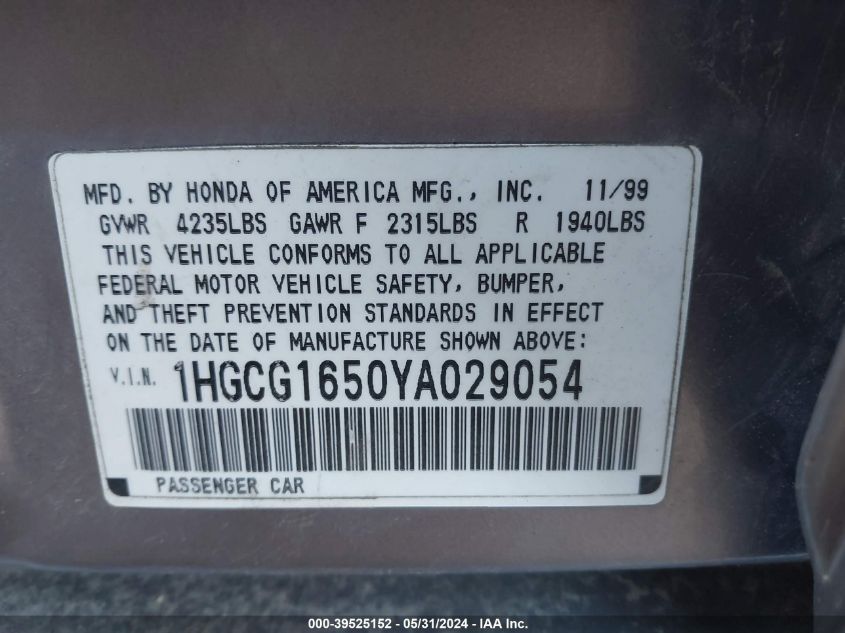 MFD. BY HONDA OF AMERICA MFG., INC. 11/99
GVWR 4235LBS GAWR F 2315LBS R 1940LBS
THIS VEHICLE CONFORMS TO ALL APPLICABLE
FEDERAL MOTOR VEHICLE SAFETY, BUMPER,
AND THEFT PREVENTION STANDARDS IN EFFECT
ON THE DATE OF MANUFACTURE SHOWN ABOVE:
V.I.N. 1HGCG1650YA029054
PASSENGER CAR
000-39525152 - 05/31/2024 - IAA Inc.